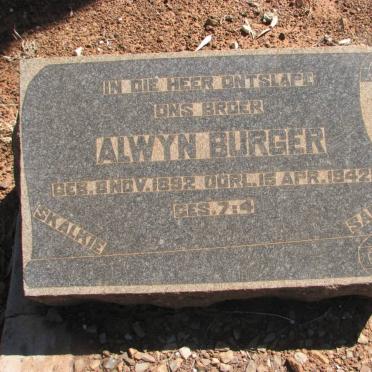 IN DIE HEER ONTSLAPE
ONS BROER
ALWYN BURGER
GEB. 8 NOV. 1892 OORL. 16 APR. 1942
GES. 7:4
SKALKIE